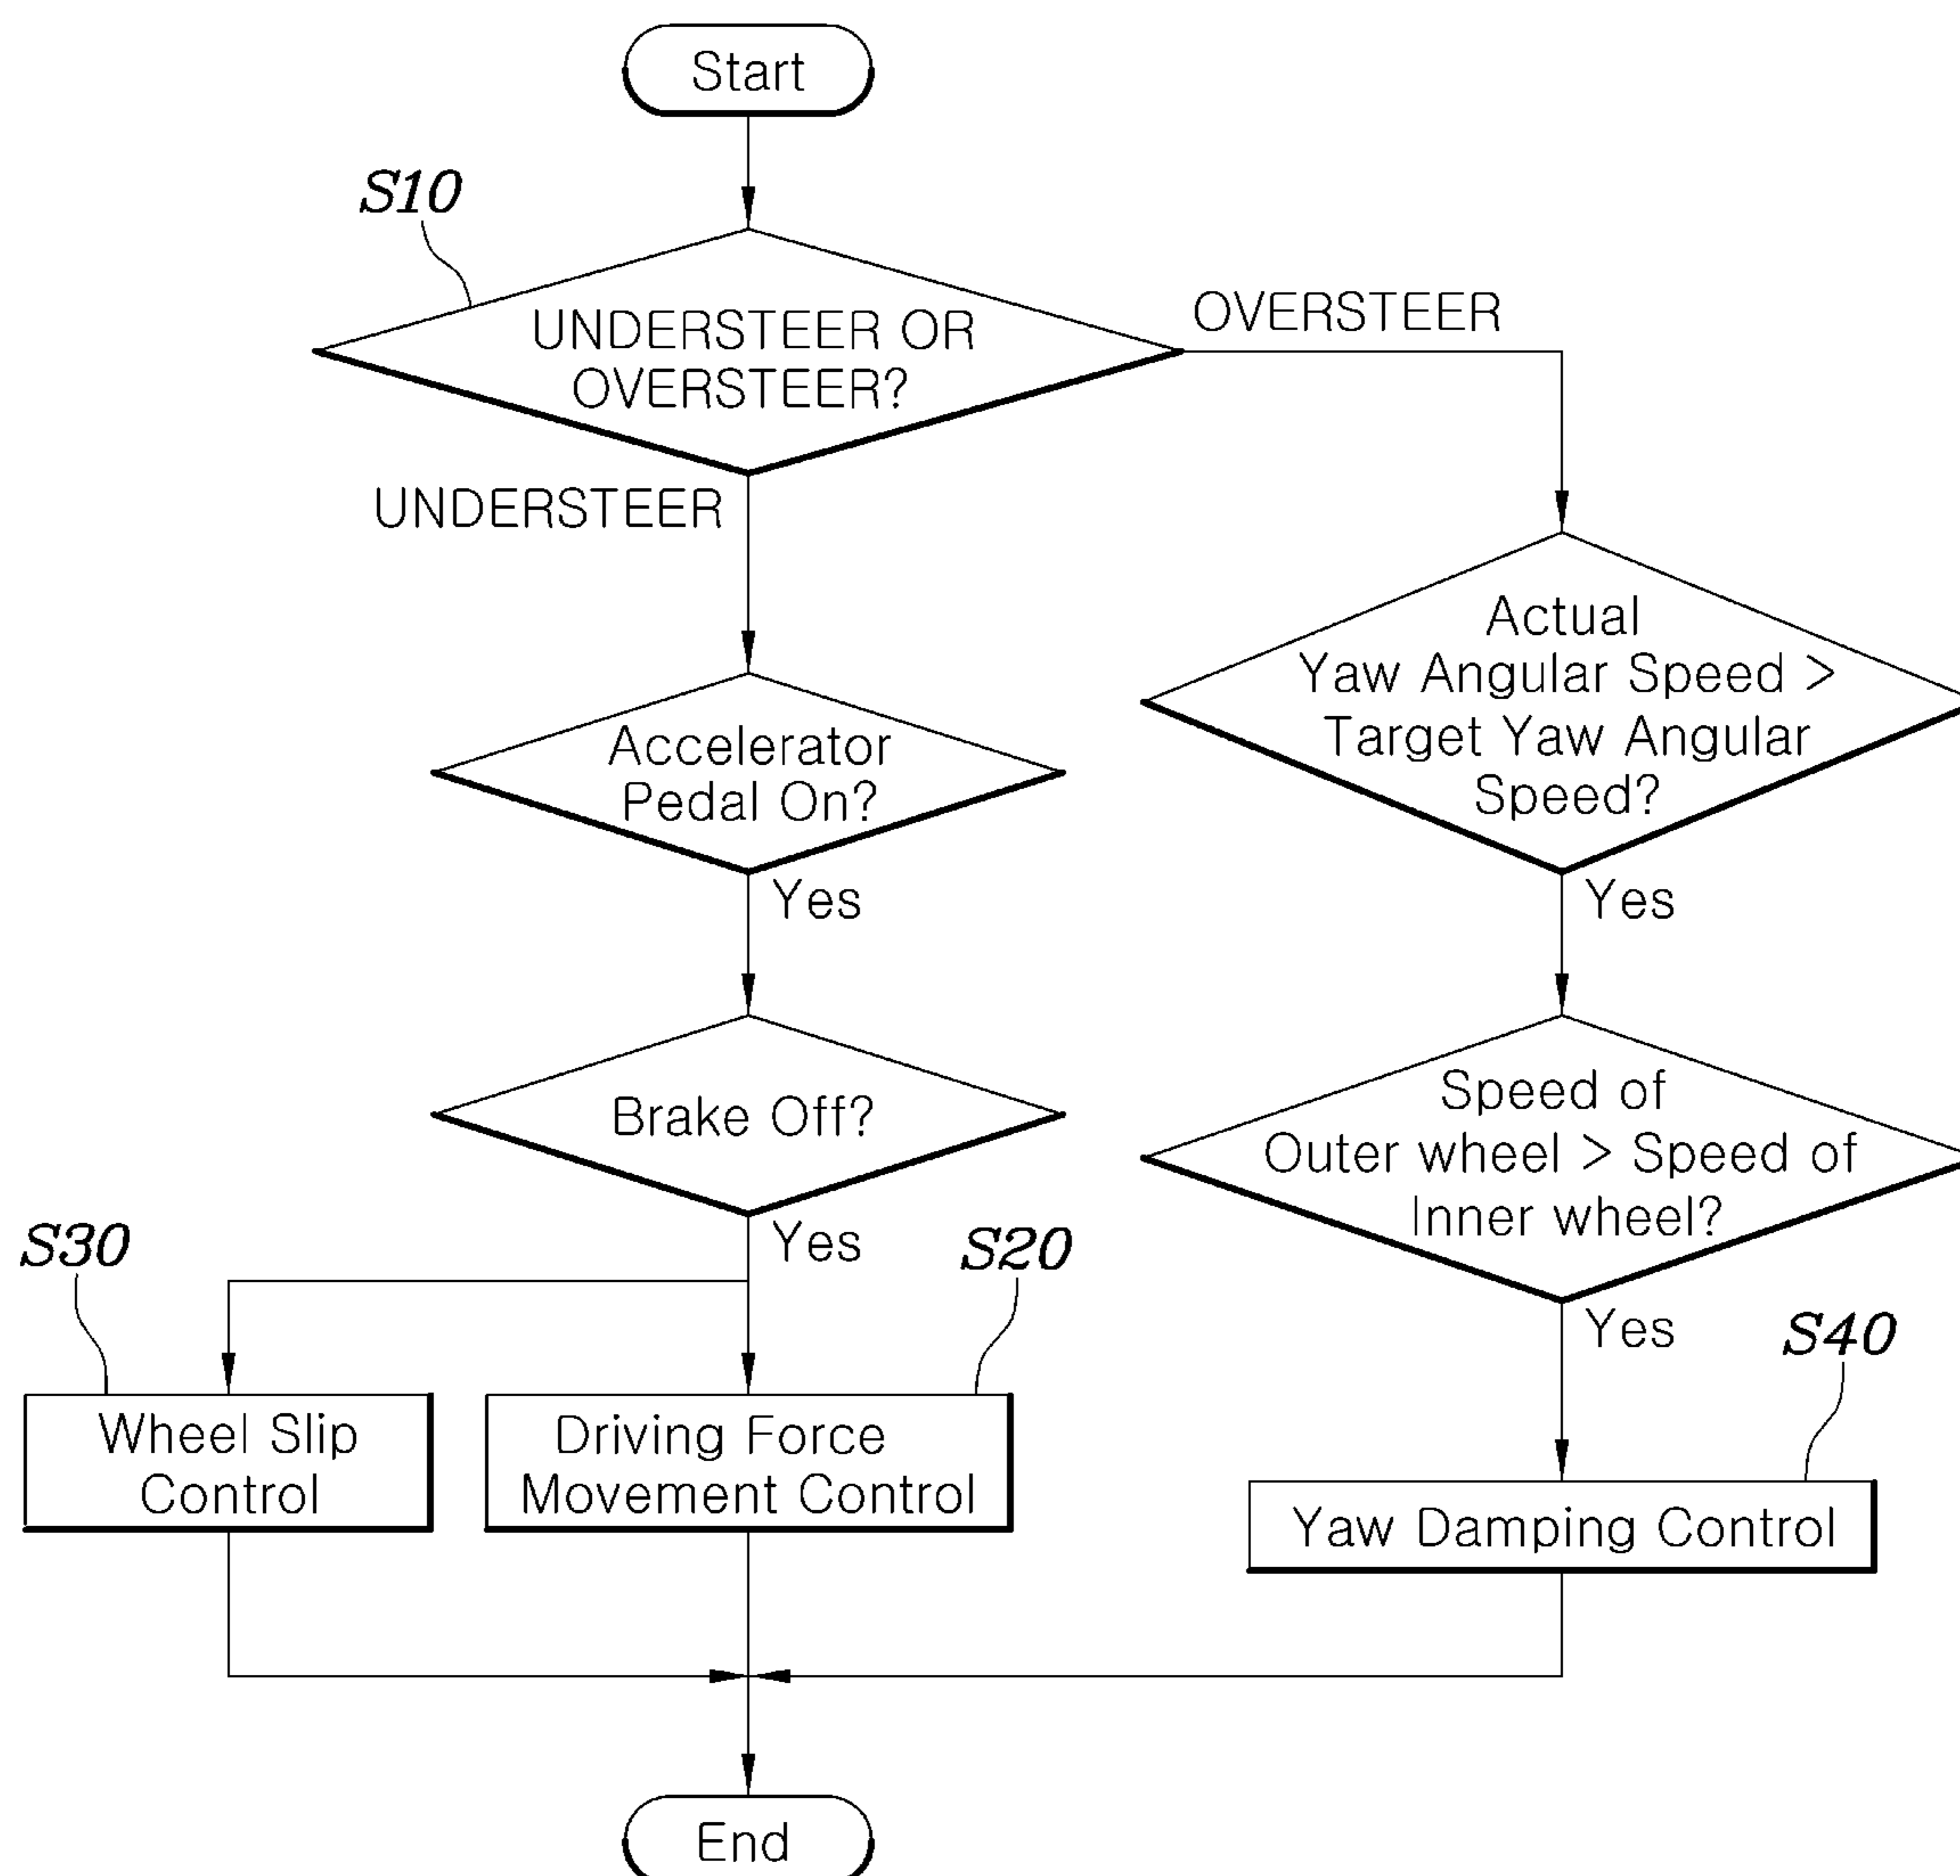 Start
S10
UNDERSTEER OR
OVERSTEER?
OVERSTEER
UNDERSTEER
Actual
Yaw Angular Speed >
Target Yaw Angular
Speed?
Accelerator
Pedal On?
Yes
Yes
Brake Off?
Speed of
Outer wheel > Speed of
Inner wheel?
Yes
S30
S20
Yes
S40
Wheel Slip
Control
Driving Force
Movement Control
Yaw Damping Control
End